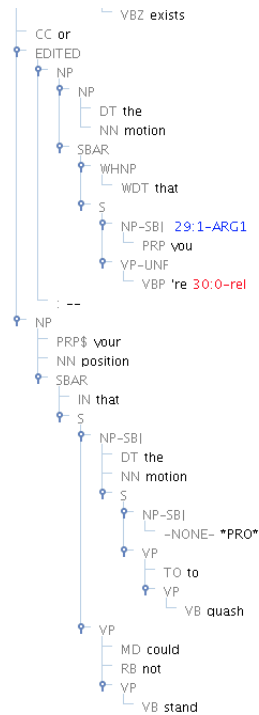 VBZ exists
CC or
EDITED
NP
NP
DT the
NN motion
SBAR
WHNP
WDT that
S
NP-SBJ 29:1-ARG1
PRP you
VP-UNF
VBP 're 30:0-rel
: --
NP
PRP$ your
NN position
SBAR
IN that
S
NP-SBJ
DT the
NN motion
S
NP-SBJ
-NONE- *PRO*
VP
TO to
VP
VB quash
VP
MD could
RB not
VP
VB stand